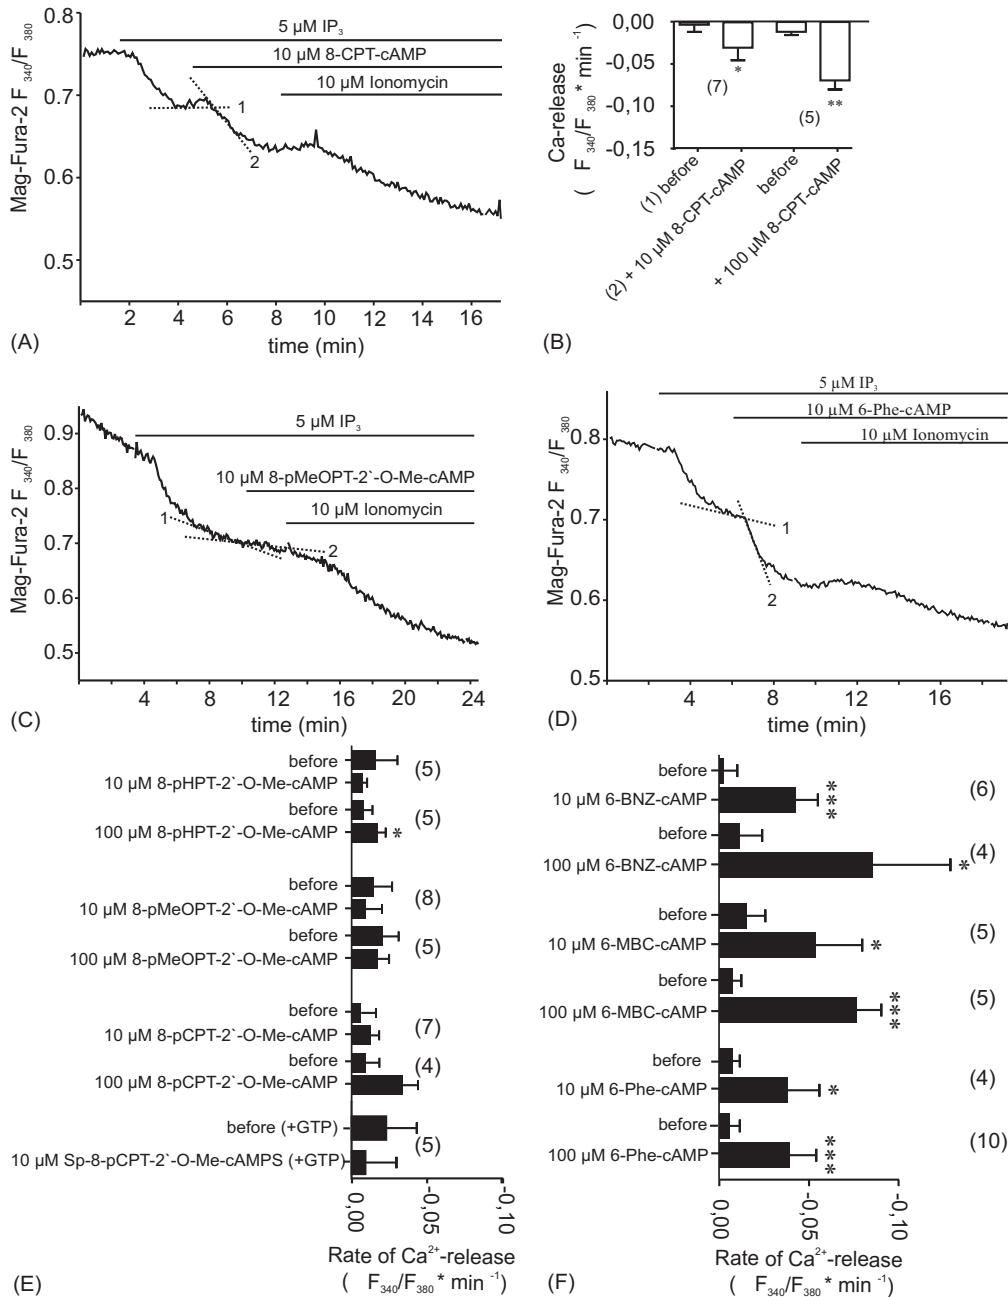 0.8
0.7
0.6
0.5
Mag-Fura-2 F 340/F 380
5 µM IP3
10 µM 8-CPT-cAMP
10 µM Ionomycin
1
2
2 4 6 8 10 12 14 16
time (min)
(A)
0,00
-0,05
-0,10
-0,15
Ca-release
( F 340/F 380 * min -1)
(7)
*
(5)
**
(1) before
(2) + 10 µM 8-CPT-cAMP
before
+ 100 µM 8-CPT-cAMP
(B)
0.9
0.8
0.7
0.6
0.5
Mag-Fura-2 F 340/F 380
5 µM IP3
10 µM 8-pMeOPT-2`-O-Me-cAMP
10 µM Ionomycin
1
2
4 8 12 16 20 24
time (min)
(C)
0.8
0.7
0.6
0.5
Mag-Fura-2 F 340/F 380
5 µM IP3
10 µM 6-Phe-cAMP
10 µM Ionomycin
1
2
4 8 12 16
time (min)
(D)
before
(5)
10 µM 8-pHPT-2`-O-Me-cAMP
before
(5)
100 µM 8-pHPT-2`-O-Me-cAMP
*
before
(8)
10 µM 8-pMeOPT-2`-O-Me-cAMP
before
(5)
100 µM 8-pMeOPT-2`-O-Me-cAMP
before
(7)
10 µM 8-pCPT-2`-O-Me-cAMP
before
(4)
100 µM 8-pCPT-2`-O-Me-cAMP
before (+GTP)
(5)
10 µM Sp-8-pCPT-2`-O-Me-cAMPS (+GTP)
0,00 -0,05 -0,10
Rate of Ca2+-release
( F340/F380 * min -1)
(E)
before
(6)
10 µM 6-BNZ-cAMP
***
before
(4)
100 µM 6-BNZ-cAMP
*
before
(5)
10 µM 6-MBC-cAMP
*
before
(5)
100 µM 6-MBC-cAMP
***
before
(4)
10 µM 6-Phe-cAMP
*
before
(10)
100 µM 6-Phe-cAMP
***
0,00 -0,05 -0,10
Rate of Ca2+-release
( F340/F380 * min -1)
(F)